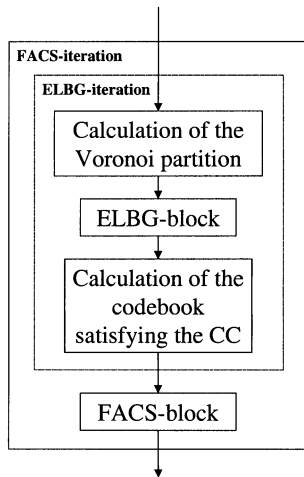 FACS-iteration
ELBG-iteration
Calculation of the
Voronoi partition
ELBG-block
Calculation of the
codebook
satisfying the CC
FACS-block